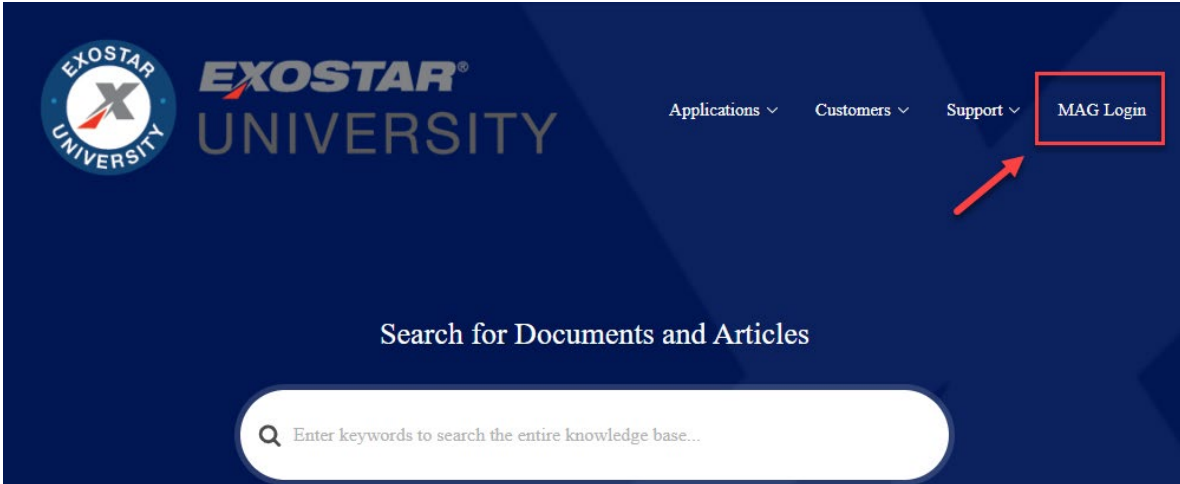 EXOSTAR
UNIVERSITY
EXOSTAR®
UNIVERSITY
Applications
Customers
Support
MAG Login
Search for Documents and Articles
Enter keywords to search the entire knowledge base...